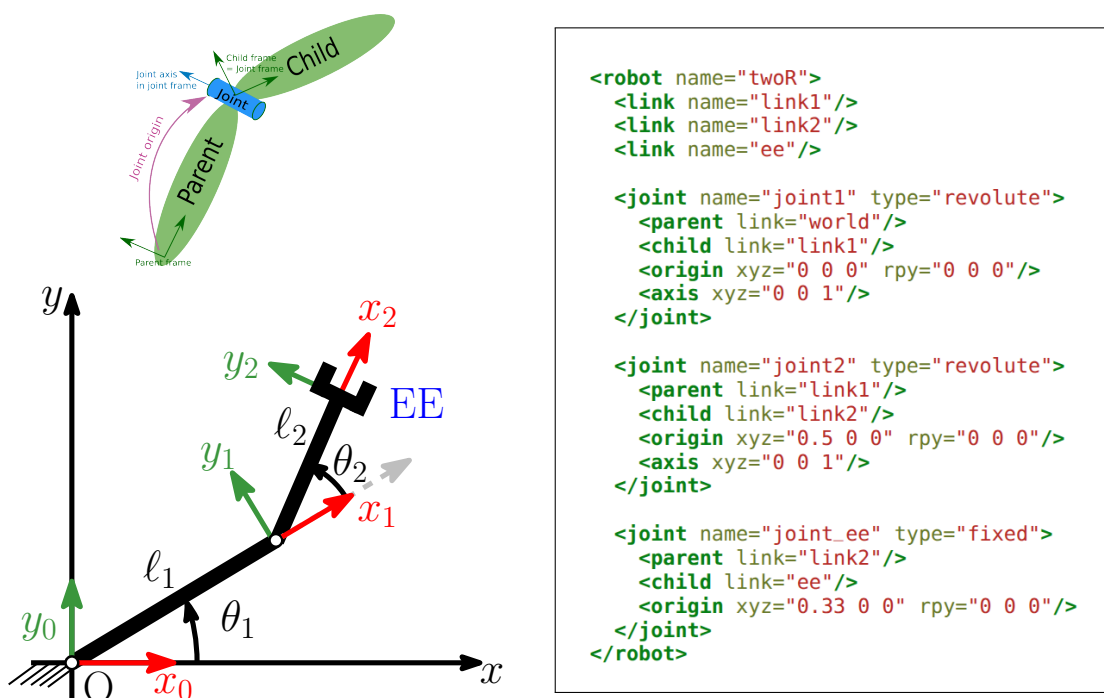 Child frame
= Joint frame
Joint axis
in joint frame
Child
Joint
Joint origin
Parent
Parent frame
y
x₂
y₂
EE
ℓ₂
y₁
θ₂
x₁
ℓ₁
θ₁
y₀
x
O
x₀
<robot name="twoR">
  <link name="link1"/>
  <link name="link2"/>
  <link name="ee"/>

  <joint name="joint1" type="revolute">
    <parent link="world"/>
    <child link="link1"/>
    <origin xyz="0 0 0" rpy="0 0 0"/>
    <axis xyz="0 0 1"/>
  </joint>

  <joint name="joint2" type="revolute">
    <parent link="link1"/>
    <child link="link2"/>
    <origin xyz="0.5 0 0" rpy="0 0 0"/>
    <axis xyz="0 0 1"/>
  </joint>

  <joint name="joint_ee" type="fixed">
    <parent link="link2"/>
    <child link="ee"/>
    <origin xyz="0.33 0 0" rpy="0 0 0"/>
  </joint>
</robot>